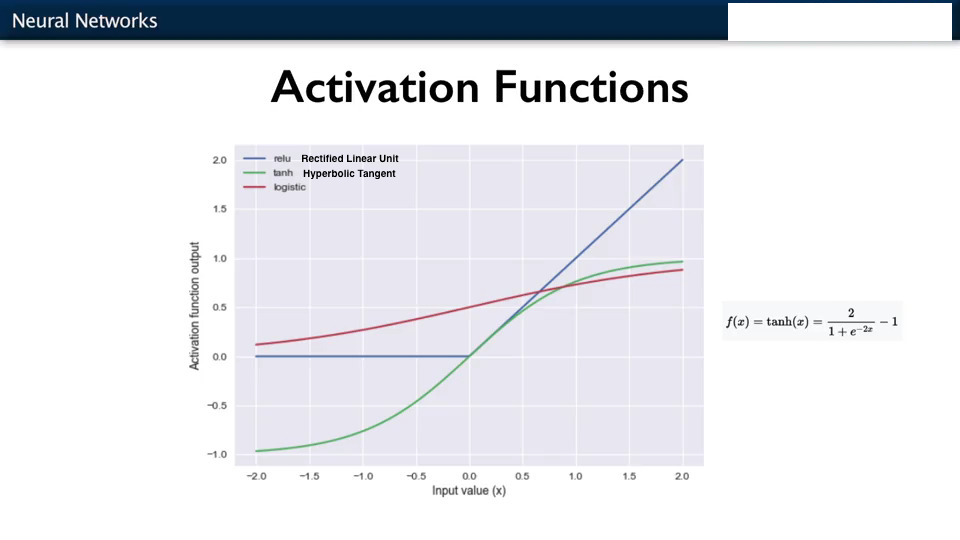 Neural Networks
Activation Functions
relu Rectified Linear Unit
tanh Hyperbolic Tangent
logistic
2.0
1.5
1.0
0.5
0.0
−0.5
−1.0
Activation function output
−2.0 −1.5 −1.0 −0.5 0.0 0.5 1.0 1.5 2.0
Input value (x)
f(x) = tanh(x) = 2 / (1 + e^{−2x}) − 1